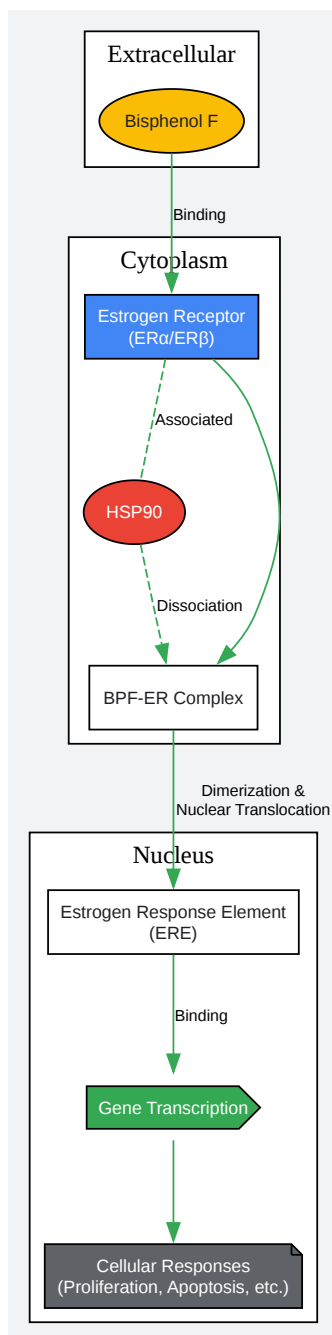 Extracellular
Bisphenol F
Binding
Cytoplasm
Estrogen Receptor
(ERα/ERβ)
Associated
HSP90
Dissociation
BPF-ER Complex
Dimerization &
Nuclear Translocation
Nucleus
Estrogen Response Element
(ERE)
Binding
Gene Transcription
Cellular Responses
(Proliferation, Apoptosis, etc.)